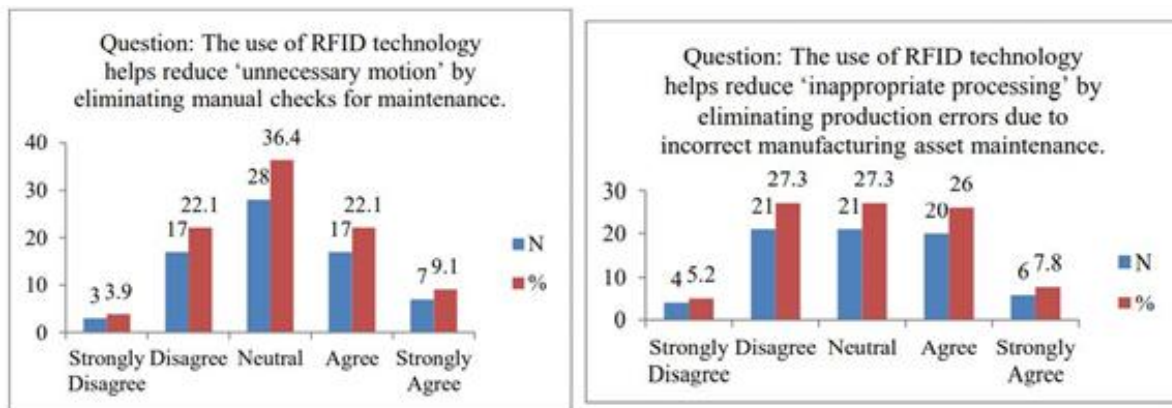 Question: The use of RFID technology
helps reduce ‘unnecessary motion’ by
eliminating manual checks for maintenance.
40
30
20
10
0
3 3.9
17 22.1
28 36.4
17 22.1
7 9.1
N
%
Strongly Disagree Neutral Agree Strongly
Disagree Agree
Question: The use of RFID technology
helps reduce ‘inappropriate processing’ by
eliminating production errors due to
incorrect manufacturing asset maintenance.
30
20
10
0
4 5.2
21 27.3
21 27.3
20 26
6 7.8
N
%
Strongly Disagree Neutral Agree Strongly
Disagree Agree